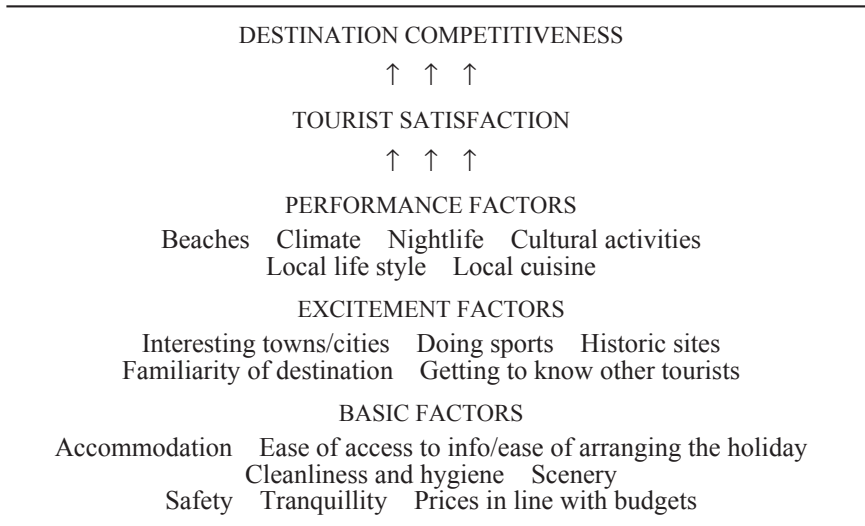 DESTINATION COMPETITIVENESS
↑ ↑ ↑
TOURIST SATISFACTION
↑ ↑ ↑
PERFORMANCE FACTORS
Beaches Climate Nightlife Cultural activities
Local life style Local cuisine
EXCITEMENT FACTORS
Interesting towns/cities Doing sports Historic sites
Familiarity of destination Getting to know other tourists
BASIC FACTORS
Accommodation Ease of access to info/ease of arranging the holiday
Cleanliness and hygiene Scenery
Safety Tranquillity Prices in line with budgets